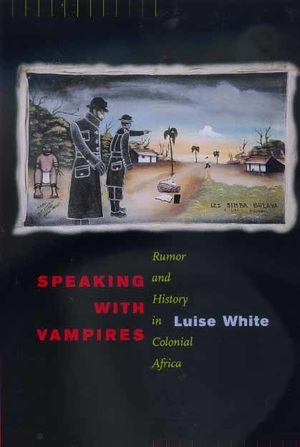 LES SIMBA BULAYA
Rumor
and
History
in
Colonial
Africa
SPEAKING
WITH
VAMPIRES
Luise White